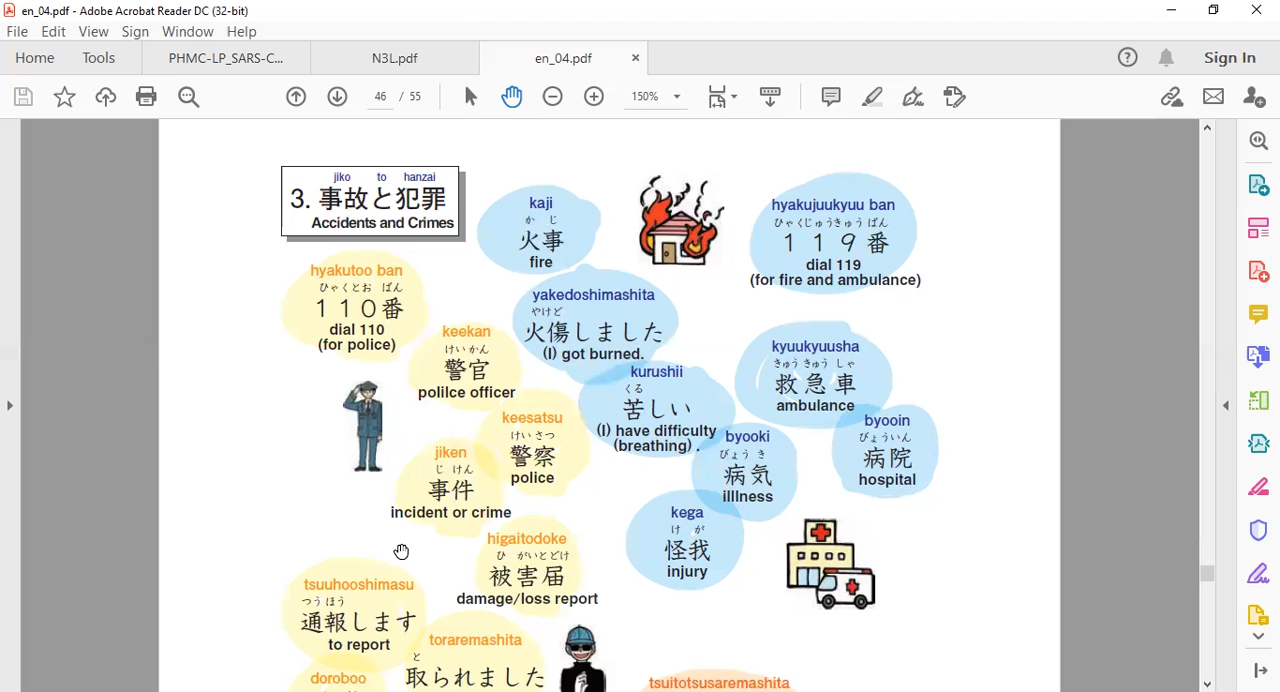 en_04.pdf - Adobe Acrobat Reader DC (32-bit)
File Edit View Sign Window Help
Home Tools PHMC-LP_SARS-C... N3L.pdf en_04.pdf Sign In
46 / 55 150%
jiko to hanzai
3. 事故と犯罪
Accidents and Crimes
kaji
かじ
火事
fire
hyakujuukyuu ban
ひゃくじゅうきゅう ばん
119番
dial 119
(for fire and ambulance)
hyakutoo ban
ひゃくとお ばん
110番
dial 110
(for police)
yakedoshimashita
やけど
火傷しました
(I) got burned.
keekan
けいかん
警官
polilce officer
kyuukyuusha
きゅうきゅうしゃ
救急車
ambulance
kurushii
くる
苦しい
(I) have difficulty
(breathing) .
keesatsu
けいさつ
警察
police
byooki
びょうき
病気
illlness
byooin
びょういん
病院
hospital
jiken
じけん
事件
incident or crime
kega
けが
怪我
injury
higaitodoke
ひがいとどけ
被害届
damage/loss report
tsuuhooshimasu
つうほう
通報します
to report
toraremashita
と
取られました
doroboo
tsuitotsusaremashita